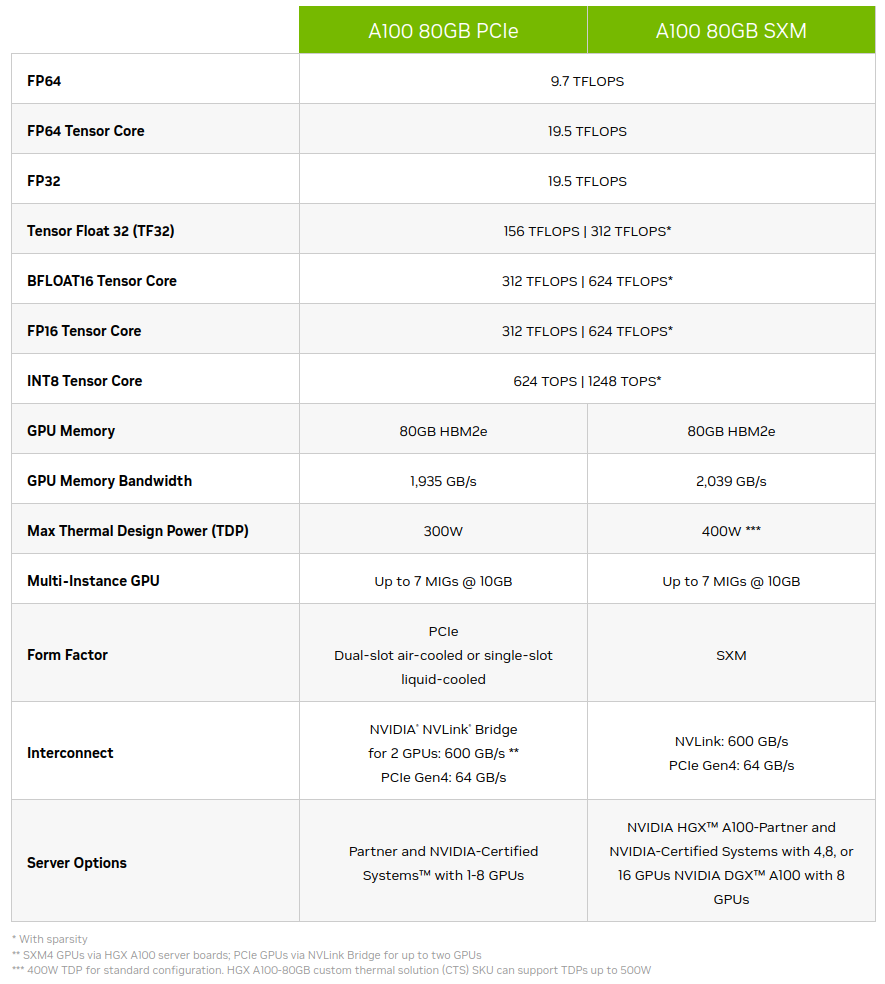 A100 80GB PCIe A100 80GB SXM
FP64 9.7 TFLOPS
FP64 Tensor Core 19.5 TFLOPS
FP32 19.5 TFLOPS
Tensor Float 32 (TF32) 156 TFLOPS | 312 TFLOPS*
BFLOAT16 Tensor Core 312 TFLOPS | 624 TFLOPS*
FP16 Tensor Core 312 TFLOPS | 624 TFLOPS*
INT8 Tensor Core 624 TOPS | 1248 TOPS*
GPU Memory 80GB HBM2e 80GB HBM2e
GPU Memory Bandwidth 1,935 GB/s 2,039 GB/s
Max Thermal Design Power (TDP) 300W 400W ***
Multi-Instance GPU Up to 7 MIGs @ 10GB Up to 7 MIGs @ 10GB
Form Factor
PCIe
Dual-slot air-cooled or single-slot
liquid-cooled
SXM
Interconnect
NVIDIA® NVLink® Bridge
for 2 GPUs: 600 GB/s **
PCIe Gen4: 64 GB/s
NVLink: 600 GB/s
PCIe Gen4: 64 GB/s
Server Options
Partner and NVIDIA-Certified
Systems™ with 1-8 GPUs
NVIDIA HGX™ A100-Partner and
NVIDIA-Certified Systems with 4,8, or
16 GPUs NVIDIA DGX™ A100 with 8
GPUs
* With sparsity
** SXM4 GPUs via HGX A100 server boards; PCIe GPUs via NVLink Bridge for up to two GPUs
*** 400W TDP for standard configuration. HGX A100-80GB custom thermal solution (CTS) SKU can support TDPs up to 500W